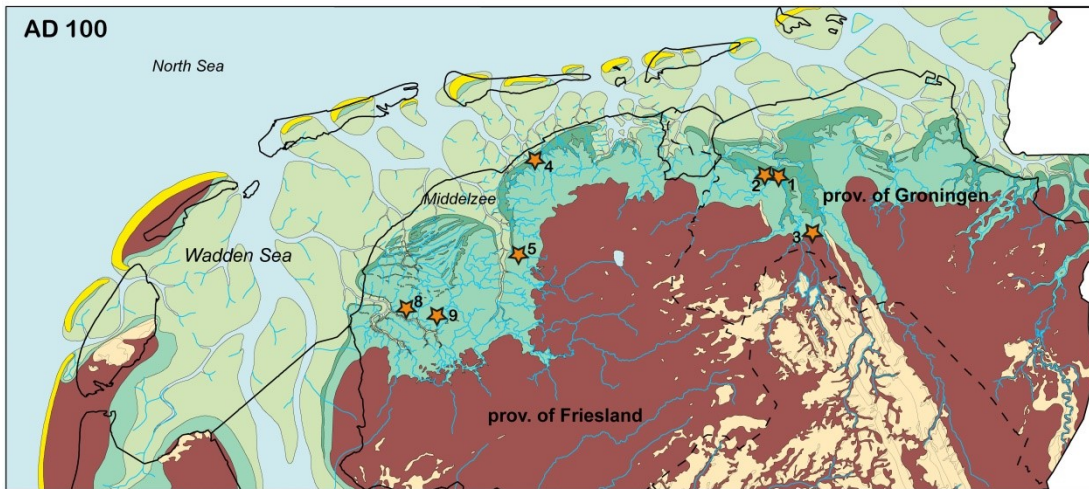 AD 100
North Sea
4
Middelzee
2 1
prov. of Groningen
3
Wadden Sea
5
8
9
prov. of Friesland